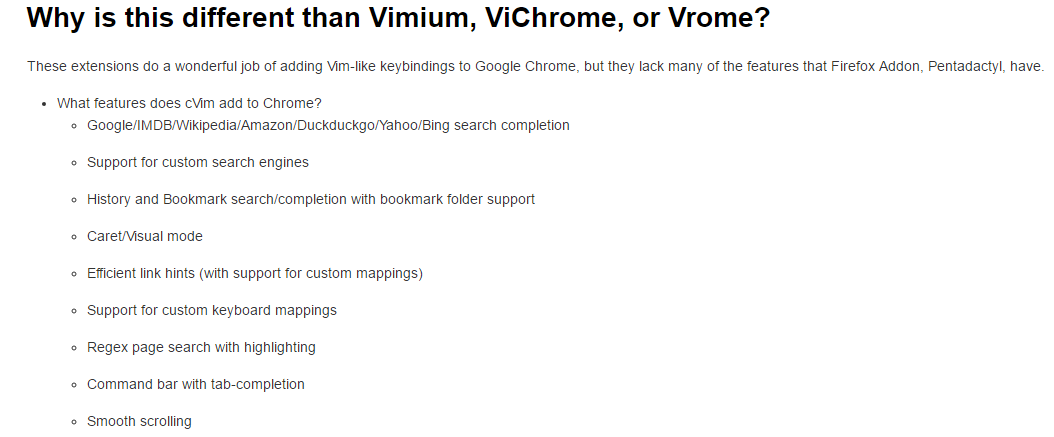 Why is this different than Vimium, ViChrome, or Vrome?
These extensions do a wonderful job of adding Vim-like keybindings to Google Chrome, but they lack many of the features that Firefox Addon, Pentadactyl, have.
What features does cVim add to Chrome?
Google/IMDB/Wikipedia/Amazon/Duckduckgo/Yahoo/Bing search completion
Support for custom search engines
History and Bookmark search/completion with bookmark folder support
Caret/Visual mode
Efficient link hints (with support for custom mappings)
Support for custom keyboard mappings
Regex page search with highlighting
Command bar with tab-completion
Smooth scrolling